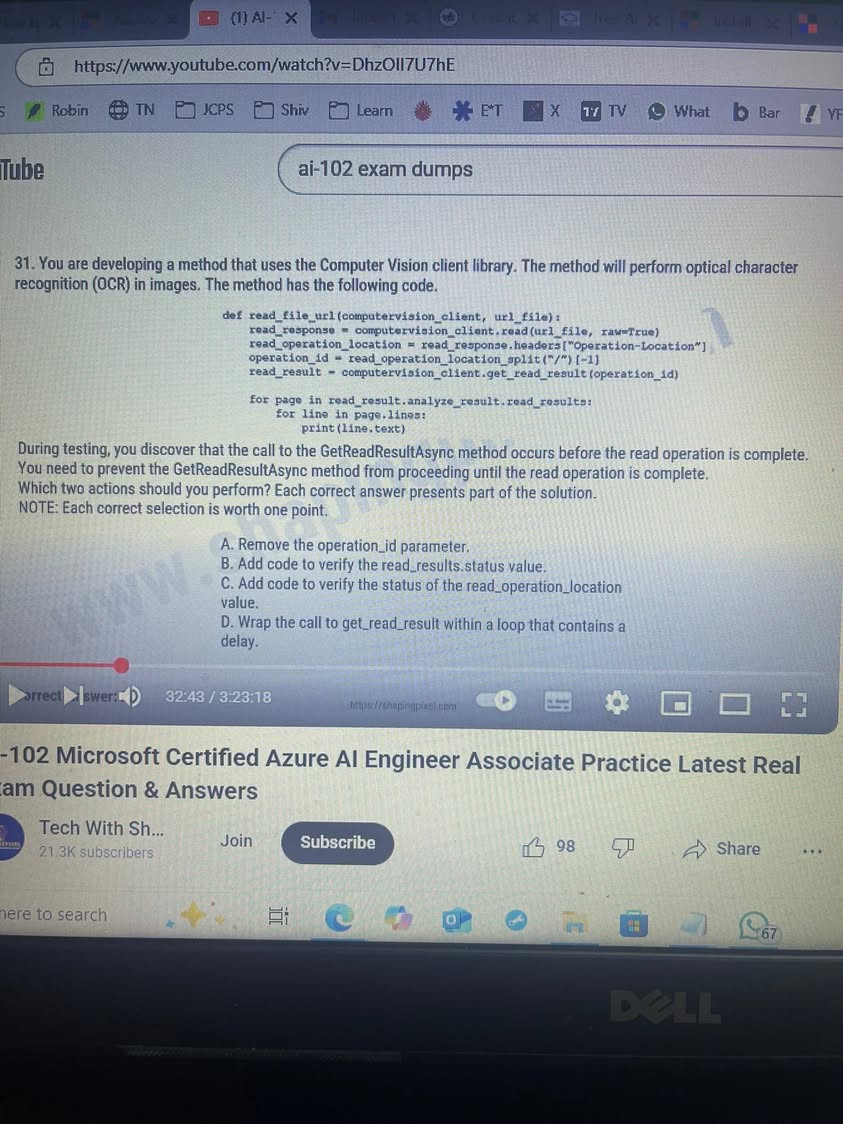 (1) AI-
https://www.youtube.com/watch?v=DhzOII7U7hE
S Robin TN JCPS Shiv Learn E*T X TV What Bar YF
Tube
ai-102 exam dumps
31. You are developing a method that uses the Computer Vision client library. The method will perform optical character
recognition (OCR) in images. The method has the following code.
def read_file_url(computervision_client, url_file):
read_response = computervision_client.read(url_file, raw=True)
read_operation_location = read_response.headers["Operation-Location"]
operation_id = read_operation_location_split("/")[-1]
read_result = computervision_client.get_read_result(operation_id)
for page in read_result.analyze_result.read_results:
for line in page.lines:
print(line.text)
During testing, you discover that the call to the GetReadResultAsync method occurs before the read operation is complete.
You need to prevent the GetReadResultAsync method from proceeding until the read operation is complete.
Which two actions should you perform? Each correct answer presents part of the solution.
NOTE: Each correct selection is worth one point.
A. Remove the operation_id parameter.
B. Add code to verify the read_results.status value.
C. Add code to verify the status of the read_operation_location
value.
D. Wrap the call to get_read_result within a loop that contains a
delay.
orrect swer:
32:43 / 3:23:18
https://shapingpixel.com
-102 Microsoft Certified Azure AI Engineer Associate Practice Latest Real
am Question & Answers
Tech With Sh...
21.3K subscribers
Join
Subscribe
98
Share
...
here to search
67
DELL